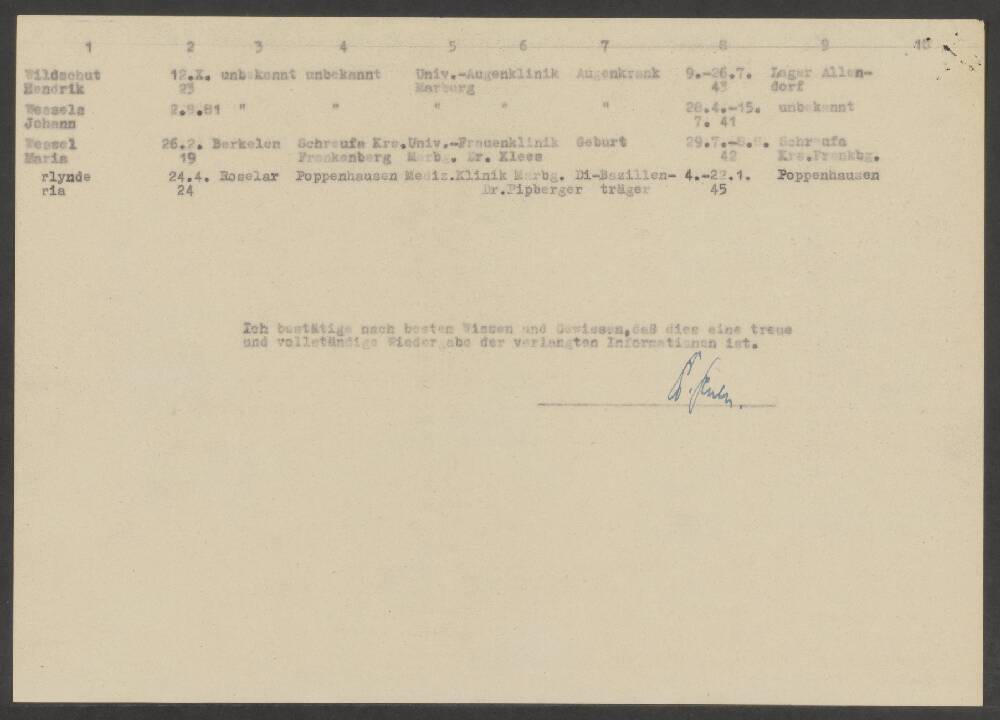 1 2 3 4 5 6 7 8 9 10
Wildschut 12.X. unbekannt unbekannt Univ.-Augenklinik Augenkrank 9.-26.7. Lager Allen-
Hendrik 23 Marburg 43 dorf
Wessels 2.9.81 " " " " " 28.4.-15. unbekannt
Johann 7. 41
Wessel 26.2. Berkelen Schreufa Krs.Univ.-Frauenklinik Geburt 29.7.-8.8. Schreufa
Maria 19 Frankenberg Marbg. Dr. Klees 42 Krs.Frankbg.
rlynde 24.4. Roselar Poppenhausen Mediz.Klinik Marbg. Di-Bazillen- 4.-22.1. Poppenhausen
ria 24 Dr.Pipberger träger 45
Ich bestätige nach besten Wissen und Gewissen,daß dies eine treue
und vollständige Wiedergabe der verlangten Informationen ist.